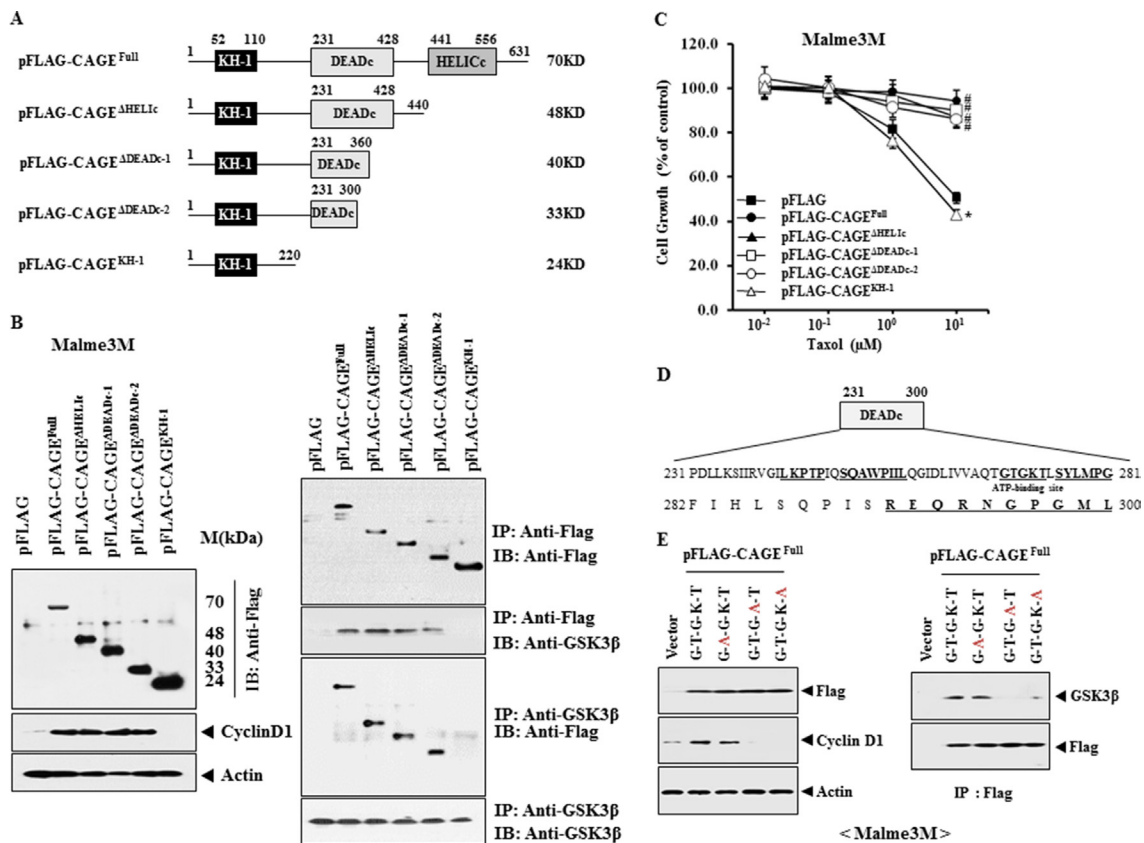 A
52 110 231 428 441 556
pFLAG-CAGE Full 1 KH-1 DEADc HELICc 631 70KD
231 428
pFLAG-CAGE ΔHELIc 1 KH-1 DEADc 440 48KD
231 360
pFLAG-CAGE ΔDEADc-1 1 KH-1 DEADc 40KD
231 300
pFLAG-CAGE ΔDEADc-2 1 KH-1 DEADc 33KD
pFLAG-CAGE KH-1 1 KH-1 220 24KD
B
Malme3M
pFLAG
pFLAG-CAGE Full
pFLAG-CAGE ΔHELIc
pFLAG-CAGE ΔDEADc-1
pFLAG-CAGE ΔDEADc-2
pFLAG-CAGE KH-1
M(kDa)
70
48
40
33
24
IB: Anti-Flag
CyclinD1
Actin
pFLAG
pFLAG-CAGE Full
pFLAG-CAGE ΔHELIc
pFLAG-CAGE ΔDEADc-1
pFLAG-CAGE ΔDEADc-2
pFLAG-CAGE KH-1
IP: Anti-Flag
IB: Anti-Flag
IP: Anti-Flag
IB: Anti-GSK3β
IP: Anti-GSK3β
IB: Anti-Flag
IP: Anti-GSK3β
IB: Anti-GSK3β
C
Malme3M
Cell Growth (% of control)
120.0
100.0
80.0
60.0
40.0
20.0
0.0
#
#
#
#
*
pFLAG
pFLAG-CAGE Full
pFLAG-CAGE ΔHELIc
pFLAG-CAGE ΔDEADc-1
pFLAG-CAGE ΔDEADc-2
pFLAG-CAGE KH-1
10⁻² 10⁻¹ 10⁰ 10¹
Taxol (μM)
D
231 300
DEADc
231 PDLLKSIIRVGILKPTPIQSQAWPIILQGIDLIVVAQTGTGKTLSYLMPG 281
ATP-binding site
282 F I H L S Q P I S R E Q R N G P G M L 300
E
pFLAG-CAGE Full
Vector
G-T-G-K-T
G-A-G-K-T
G-T-G-A-T
G-T-G-K-A
Flag
Cyclin D1
Actin
pFLAG-CAGE Full
Vector
G-T-G-K-T
G-A-G-K-T
G-T-G-A-T
G-T-G-K-A
GSK3β
Flag
IP : Flag
< Malme3M >